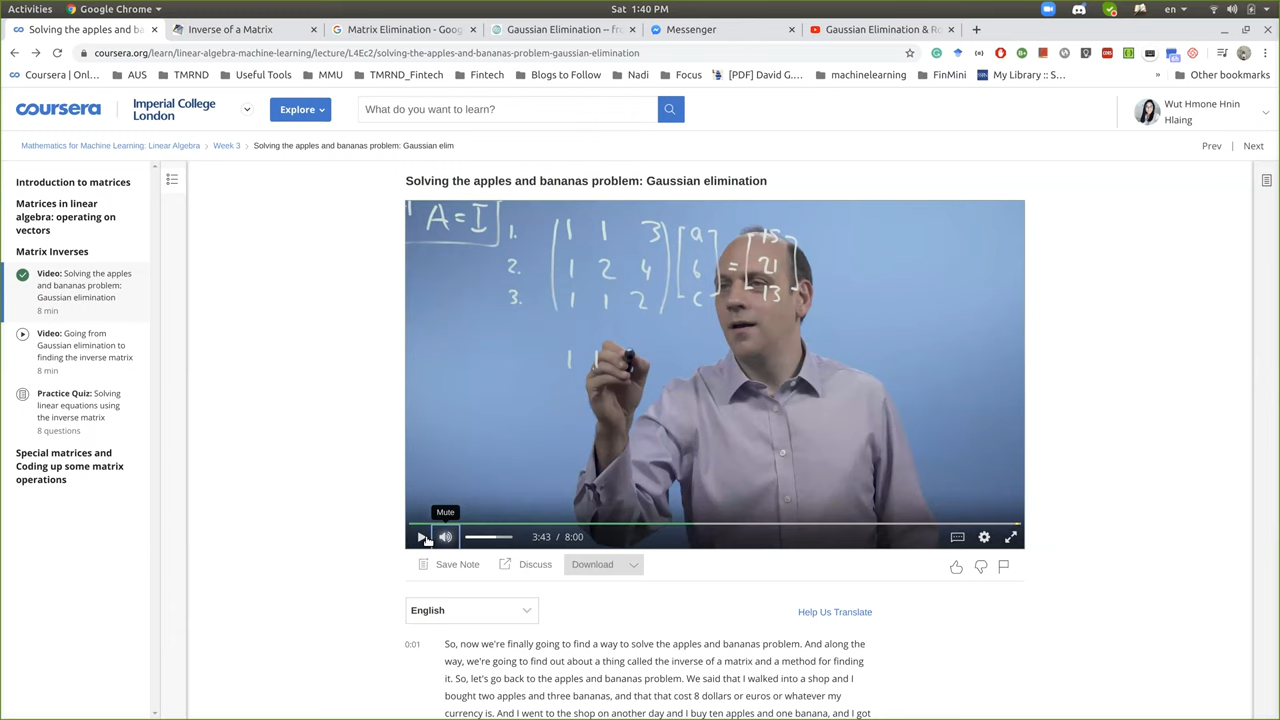 Activities
Google Chrome
Sat 1:40 PM
en
Solving the apples and ba
Inverse of a Matrix
Matrix Elimination - Goog
Gaussian Elimination -- fro
Messenger
Gaussian Elimination & Ro
coursera.org/learn/linear-algebra-machine-learning/lecture/L4Ec2/solving-the-apples-and-bananas-problem-gaussian-elimination
Coursera | Onl...
AUS
TMRND
Useful Tools
MMU
TMRND_Fintech
Fintech
Blogs to Follow
Nadi
Focus
[PDF] David G....
machinelearning
FinMini
My Library :: S...
»
Other bookmarks
coursera
Imperial College
London
Explore
What do you want to learn?
Wut Hmone Hnin
Hlaing
Mathematics for Machine Learning: Linear Algebra > Week 3 > Solving the apples and bananas problem: Gaussian elim
Prev | Next
Introduction to matrices
Matrices in linear
algebra: operating on
vectors
Matrix Inverses
Video: Solving the apples
and bananas problem:
Gaussian elimination
8 min
Video: Going from
Gaussian elimination to
finding the inverse matrix
8 min
Practice Quiz: Solving
linear equations using
the inverse matrix
8 questions
Special matrices and
Coding up some matrix
operations
Solving the apples and bananas problem: Gaussian elimination
A = I
1. ( 1 1 3 ) [ a ] [ 15 ]
2. ( 1 2 4 ) [ b ] = [ 21 ]
3. ( 1 1 2 ) [ c ] [ 13 ]
1 1
Mute
3:43 / 8:00
Save Note
Discuss
Download
English
Help Us Translate
0:01
So, now we're finally going to find a way to solve the apples and bananas problem. And along the
way, we're going to find out about a thing called the inverse of a matrix and a method for finding
it. So, let's go back to the apples and bananas problem. We said that I walked into a shop and I
bought two apples and three bananas, and that that cost 8 dollars or euros or whatever my
currency is. And I went to the shop on another day and I buy ten apples and one banana, and I got